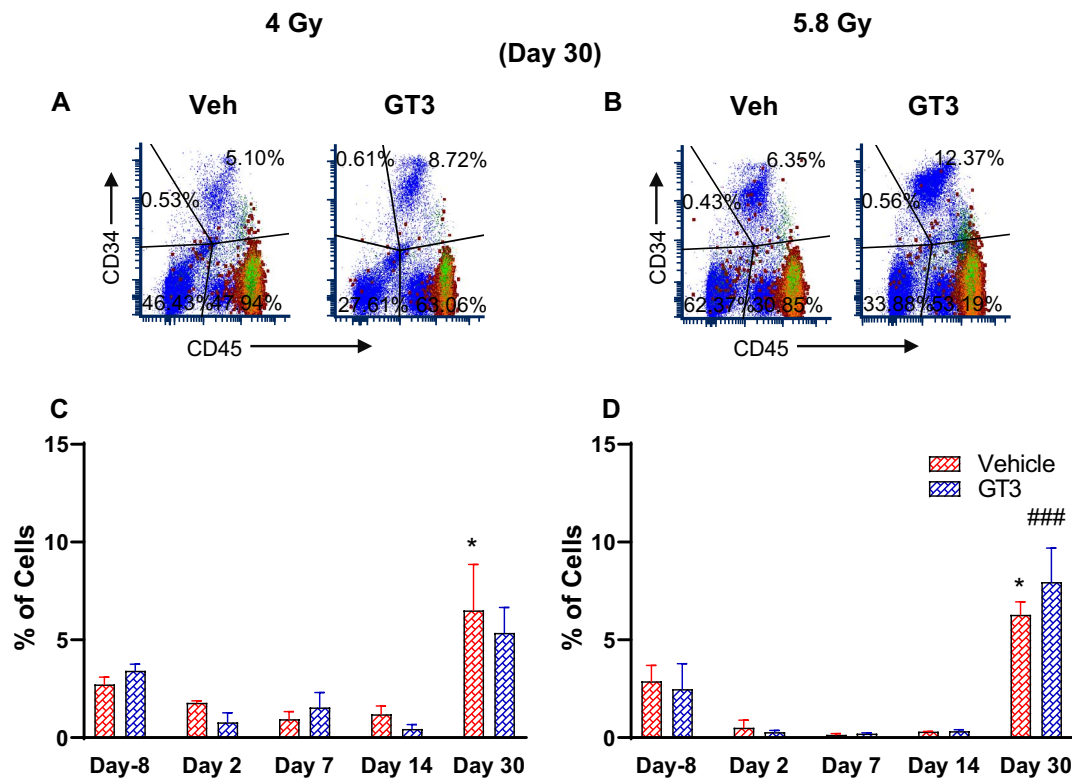 4 Gy
5.8 Gy
(Day 30)
A
Veh
GT3
B
Veh
GT3
5.10%
0.53%
46.43%
47.94%
0.61%
8.72%
27.61%
63.06%
6.35%
0.43%
62.37%
30.85%
12.37%
0.56%
33.88%
53.19%
CD34
CD45
CD34
CD45
C
% of Cells
15
10
5
0
*
Day-8 Day 2 Day 7 Day 14 Day 30
D
% of Cells
15
10
5
0
Vehicle
GT3
###
*
Day-8 Day 2 Day 7 Day 14 Day 30